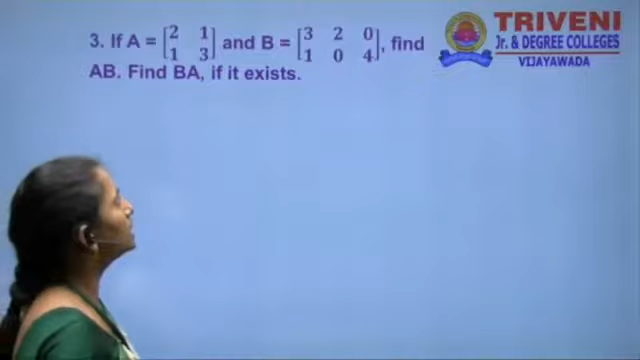 3. If A = [2 1; 1 3] and B = [3 2 0; 1 0 4], find
AB. Find BA, if it exists.
TRIVENI
Jr. & DEGREE COLLEGES
VIJAYAWADA